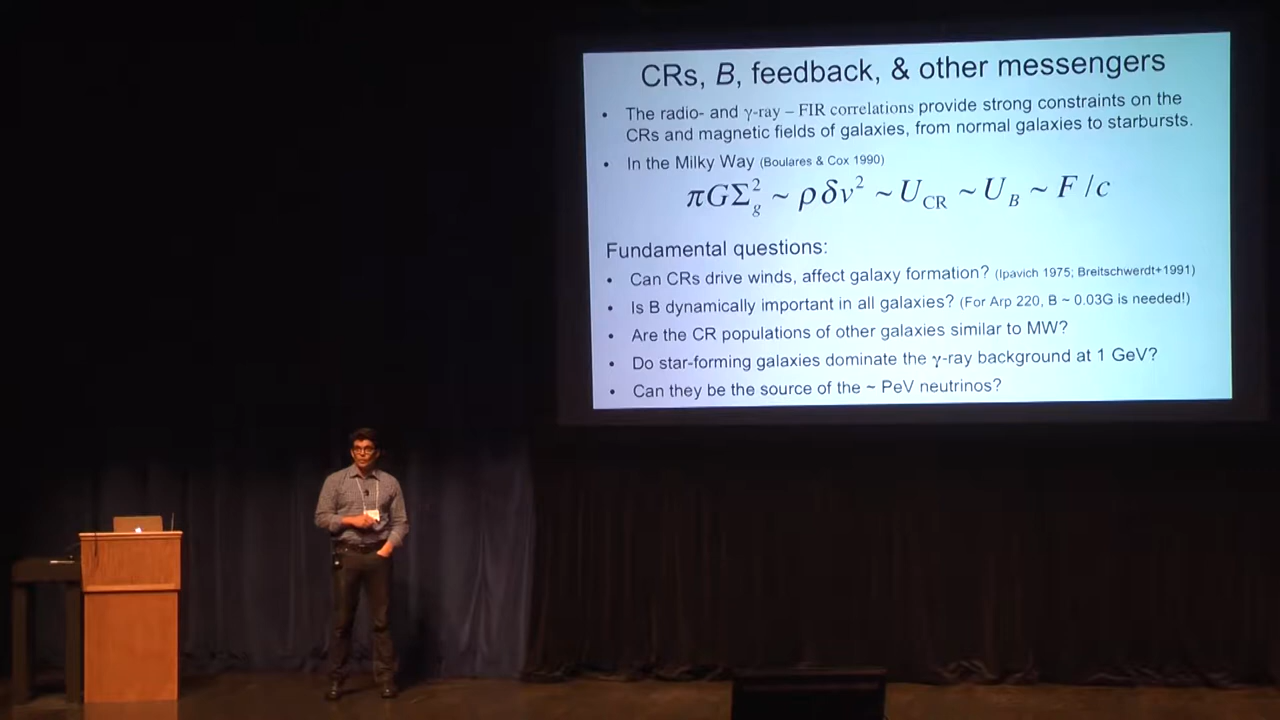 CRs, B, feedback, & other messengers
• The radio- and γ-ray – FIR correlations provide strong constraints on the
CRs and magnetic fields of galaxies, from normal galaxies to starbursts.
• In the Milky Way (Boulares & Cox 1990)
πGΣ_g^2 ~ ρδv^2 ~ U_CR ~ U_B ~ F/c
Fundamental questions:
• Can CRs drive winds, affect galaxy formation? (Ipavich 1975; Breitschwerdt+1991)
• Is B dynamically important in all galaxies? (For Arp 220, B ~ 0.03G is needed!)
• Are the CR populations of other galaxies similar to MW?
• Do star-forming galaxies dominate the γ-ray background at 1 GeV?
• Can they be the source of the ~ PeV neutrinos?